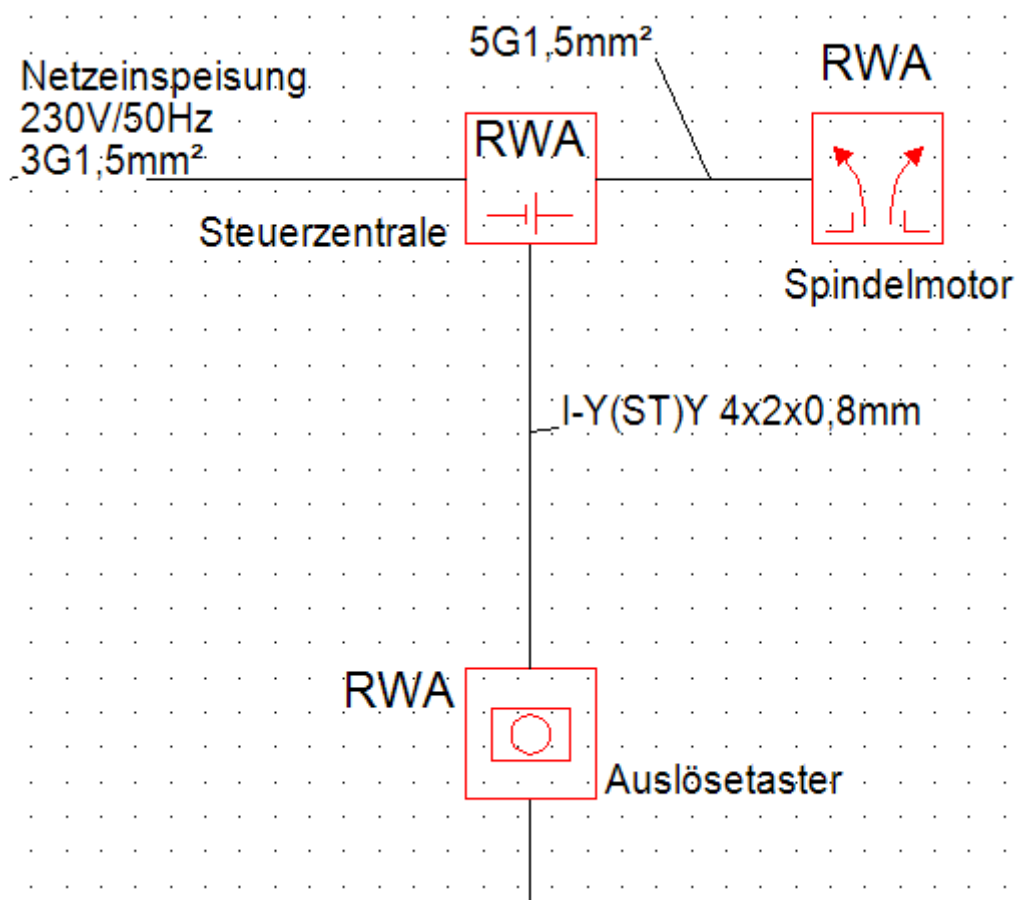 5G1,5mm²
RWA
Netzeinspeisung
230V/50Hz
3G1,5mm²
RWA
Steuerzentrale
Spindelmotor
I-Y(ST)Y 4x2x0,8mm
RWA
Auslösetaster